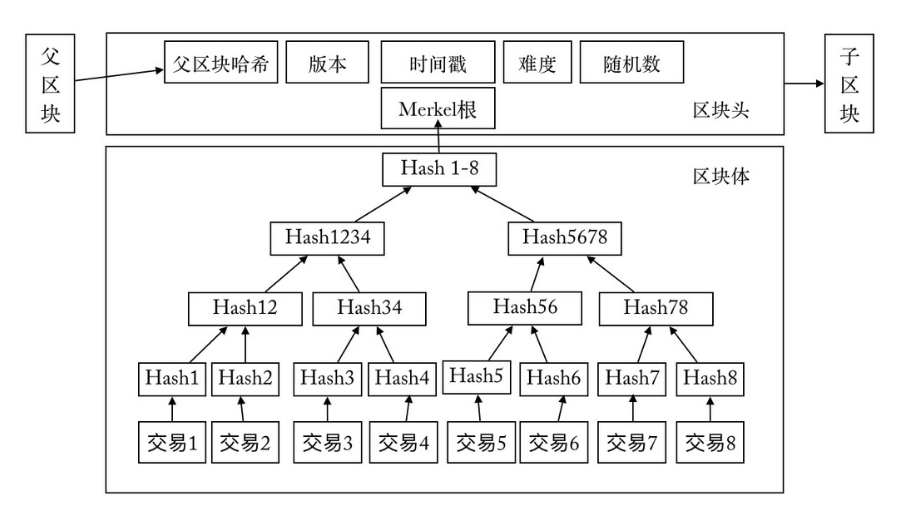 父区块
父区块哈希
版本
时间戳
难度
随机数
Merkel根
区块头
子区块
Hash 1-8
区块体
Hash1234
Hash5678
Hash12
Hash34
Hash56
Hash78
Hash1
Hash2
Hash3
Hash4
Hash5
Hash6
Hash7
Hash8
交易1
交易2
交易3
交易4
交易5
交易6
交易7
交易8